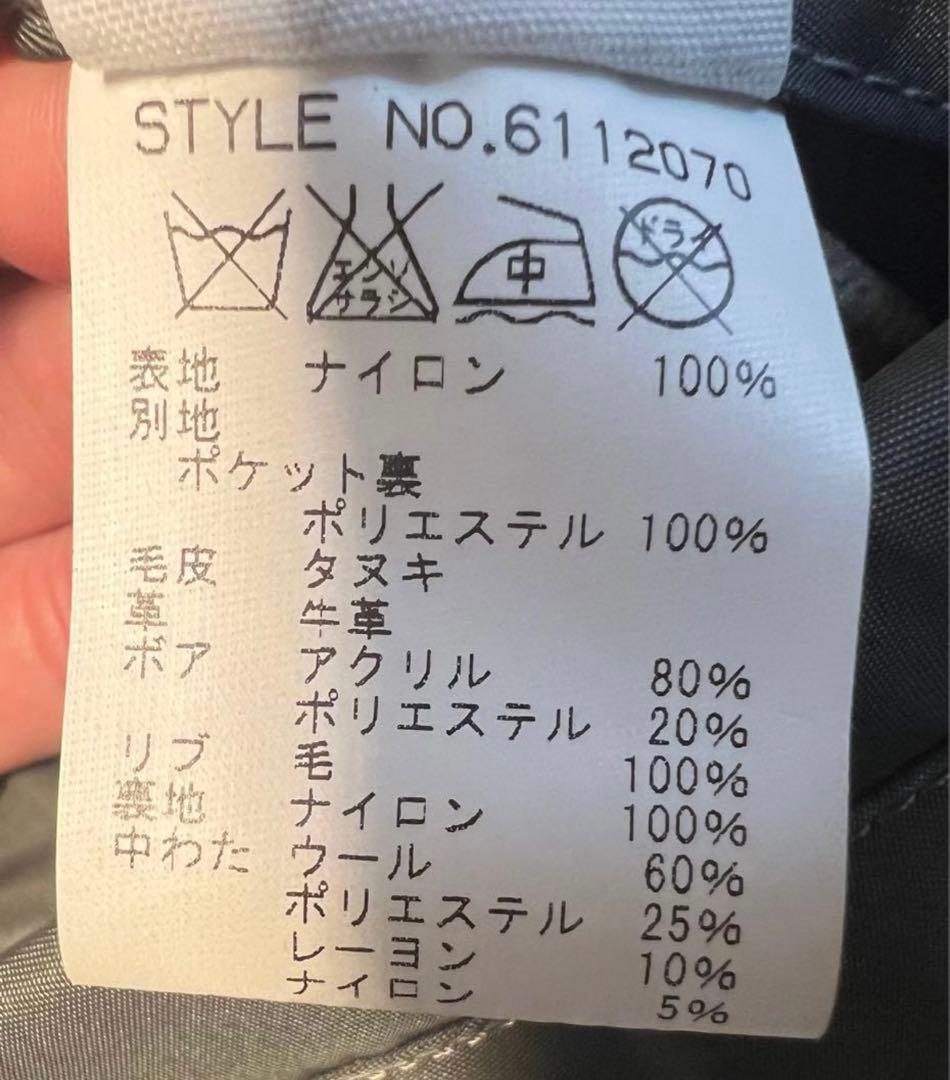 STYLE NO.6112070
エンソ
サラシ
中
ドライ
表地 ナイロン 100%
別地
ポケット裏
ポリエステル 100%
毛皮 タヌキ
革 牛革
ボア アクリル 80%
ポリエステル 20%
リブ 毛 100%
裏地 ナイロン 100%
中わた ウール 60%
ポリエステル 25%
レーヨン 10%
ナイロン 5%